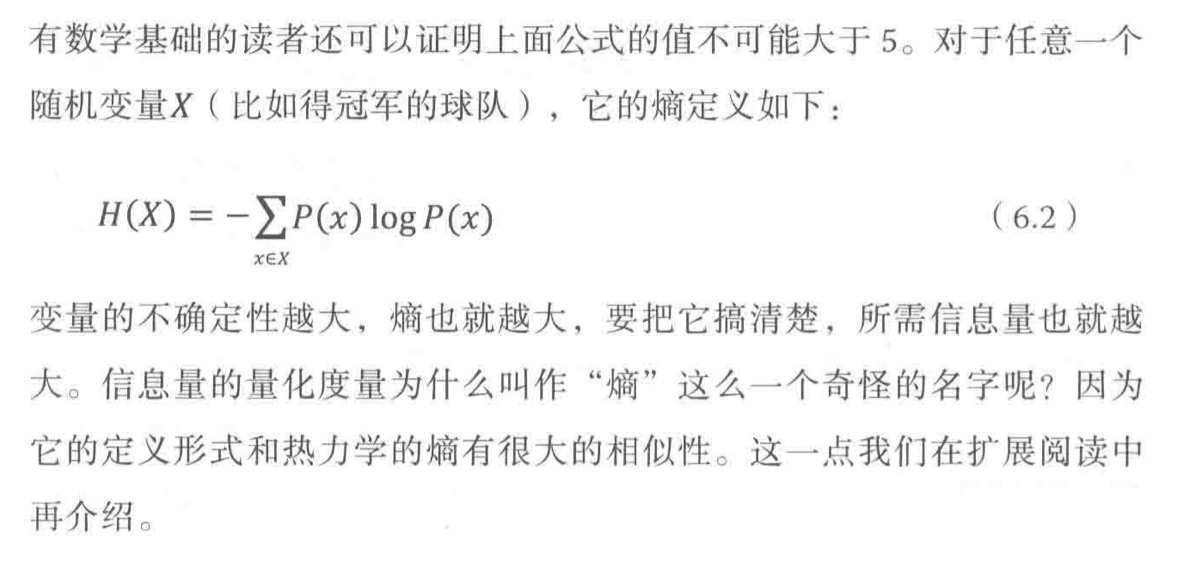 有数学基础的读者还可以证明上面公式的值不可能大于 5。对于任意一个
随机变量X（比如得冠军的球队），它的熵定义如下：
H(X) = −∑P(x) log P(x) （6.2）
x∈X
变量的不确定性越大，熵也就越大，要把它搞清楚，所需信息量也就越
大。信息量的量化度量为什么叫作“熵”这么一个奇怪的名字呢？因为
它的定义形式和热力学的熵有很大的相似性。这一点我们在扩展阅读中
再介绍。